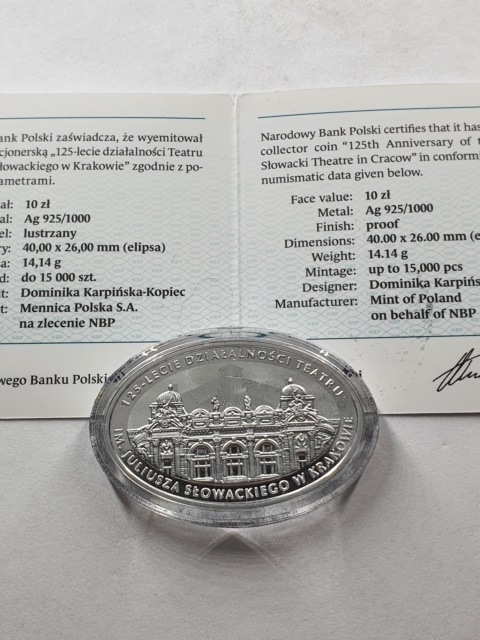 ank Polski zaświadcza, że wyemitował
cjonerską „125-lecie działalności Teatru
łowackiego w Krakowie” zgodnie z po-
arametrami.
ał: 10 zł
al: Ag 925/1000
el: lustrzany
ry: 40,00 x 26,00 mm (elipsa)
a: 14,14 g
d: do 15 000 szt.
t: Dominika Karpińska-Kopiec
t: Mennica Polska S.A.
na zlecenie NBP
wego Banku Polski
Narodowy Bank Polski certifies that it has
collector coin “125th Anniversary of t
Słowacki Theatre in Cracow” in conform
numismatic data given below.
Face value: 10 zł
Metal: Ag 925/1000
Finish: proof
Dimensions: 40.00 x 26.00 mm (e
Weight: 14.14 g
Mintage: up to 15,000 pcs
Designer: Dominika Karpińs
Manufacturer: Mint of Poland
on behalf of NBP
125-LECIE DZIAŁALNOŚCI TEATRU
IM. JULIUSZA SŁOWACKIEGO W KRAKOWIE